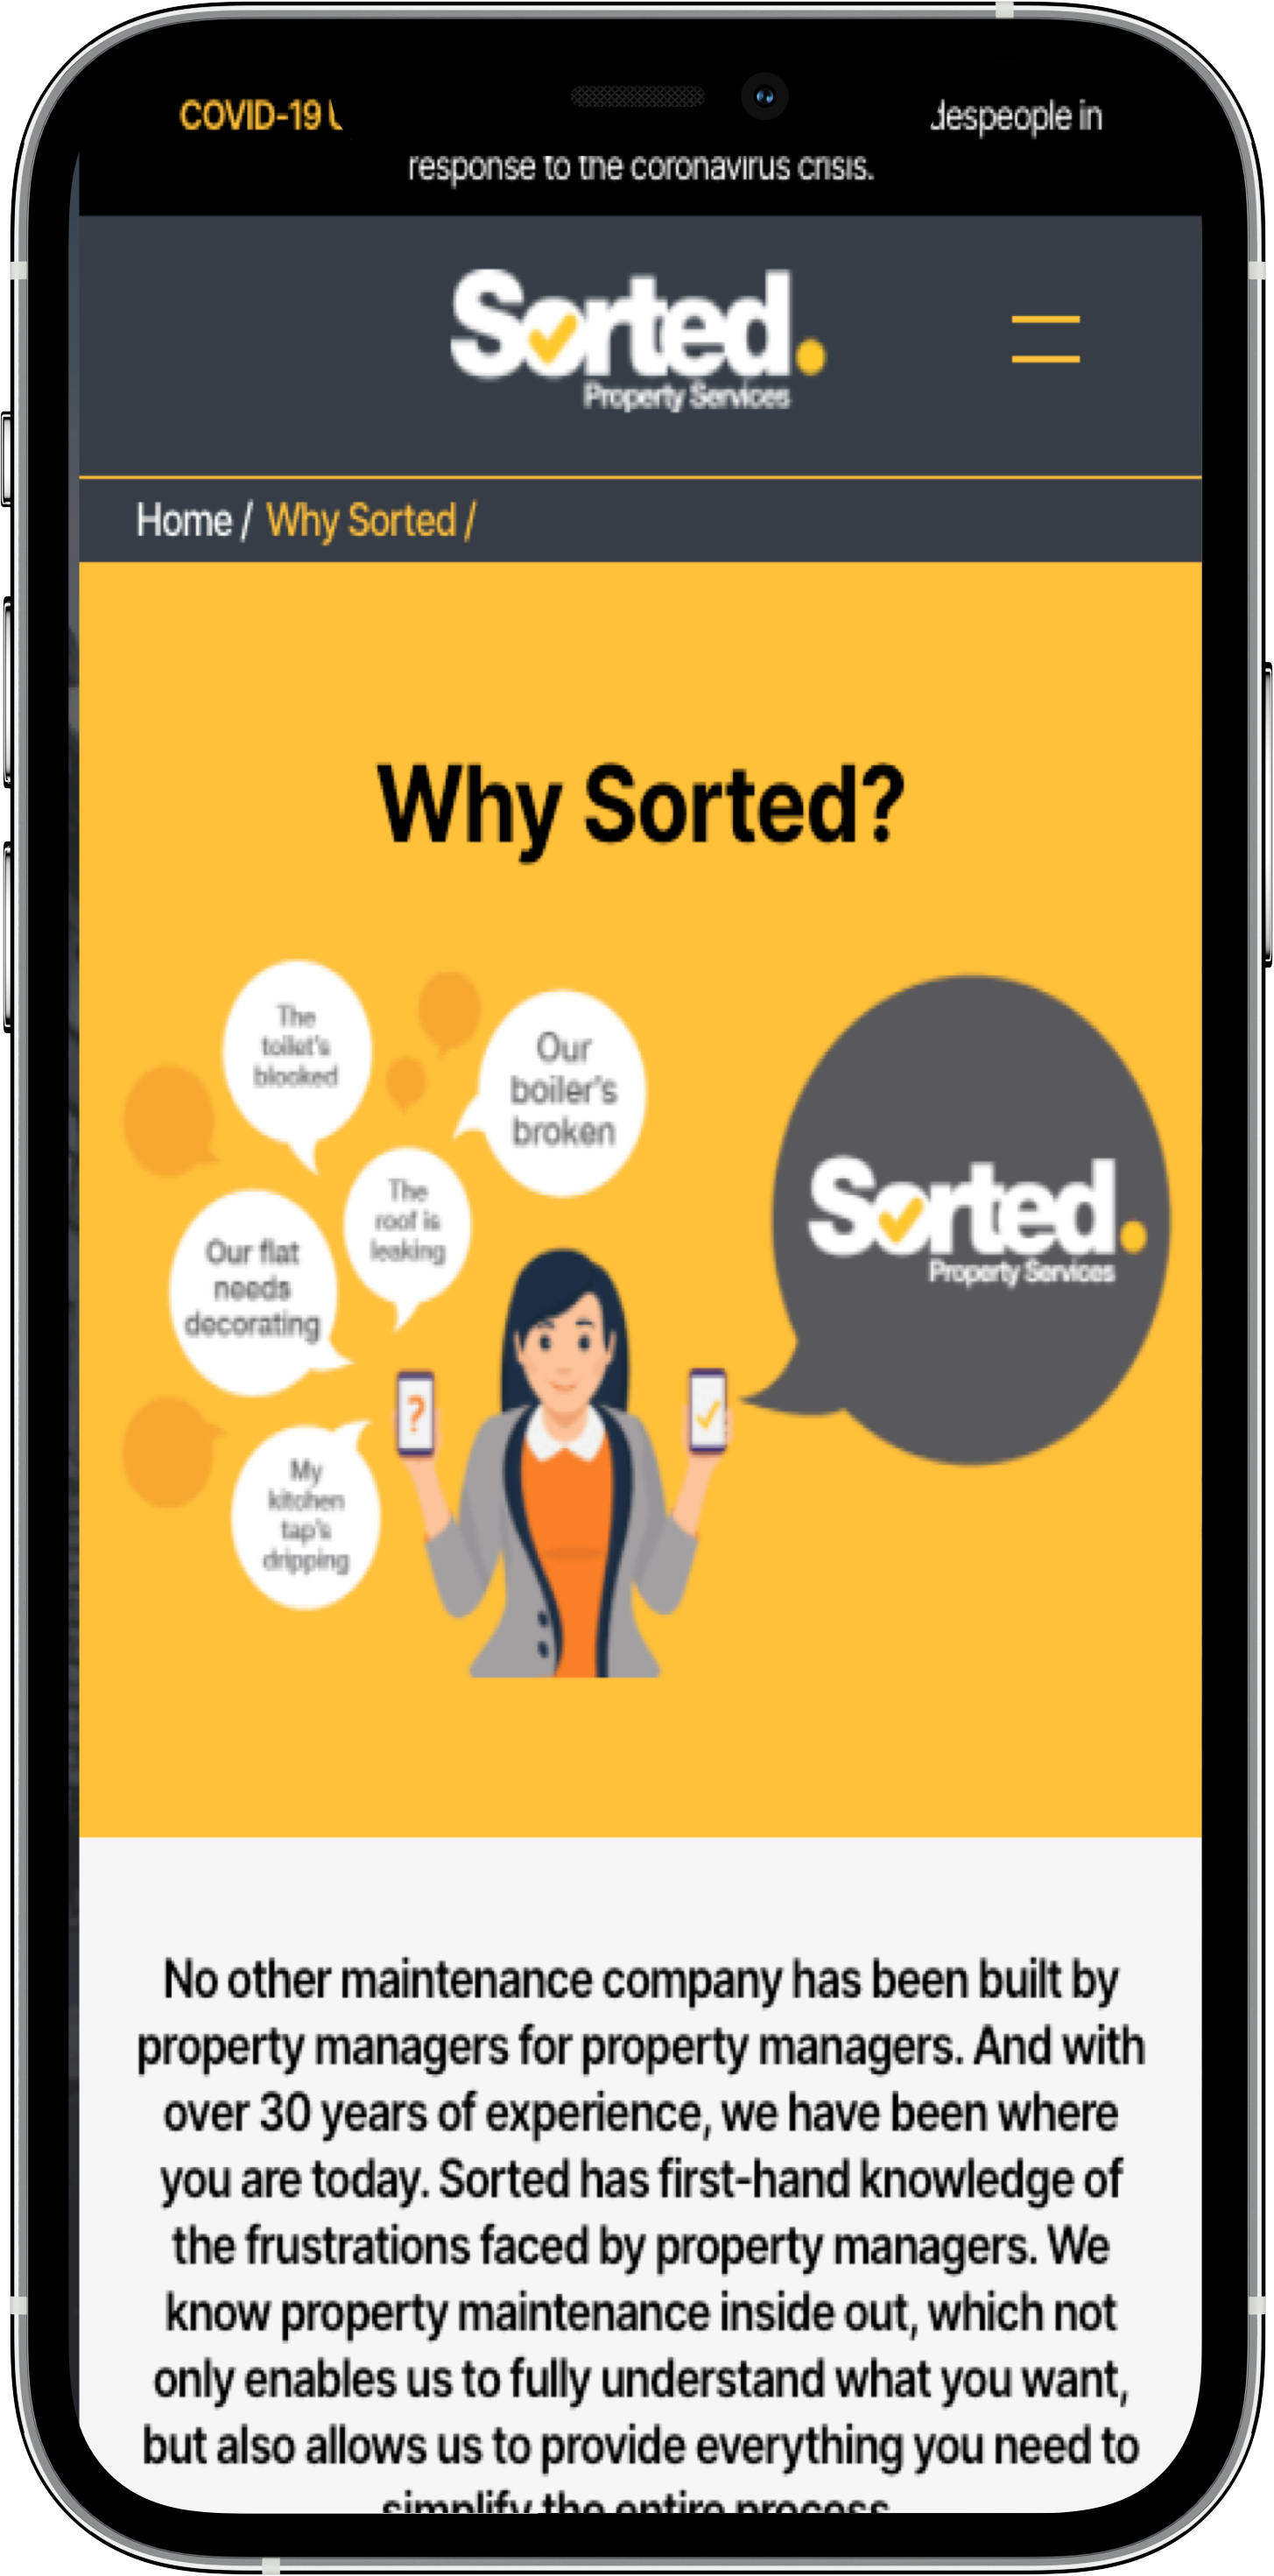 COVID-19
despeople in
response to the coronavirus crisis.
Sorted.
Property Services
Home / Why Sorted /
Why Sorted?
The
toilet's
blocked
Our
boiler's
broken
The
roof is
leaking
Our flat
needs
decorating
My
kitchen
tap's
dripping
?
Sorted.
Property Services
No other maintenance company has been built by
property managers for property managers. And with
over 30 years of experience, we have been where
you are today. Sorted has first-hand knowledge of
the frustrations faced by property managers. We
know property maintenance inside out, which not
only enables us to fully understand what you want,
but also allows us to provide everything you need to
simplify the entire process